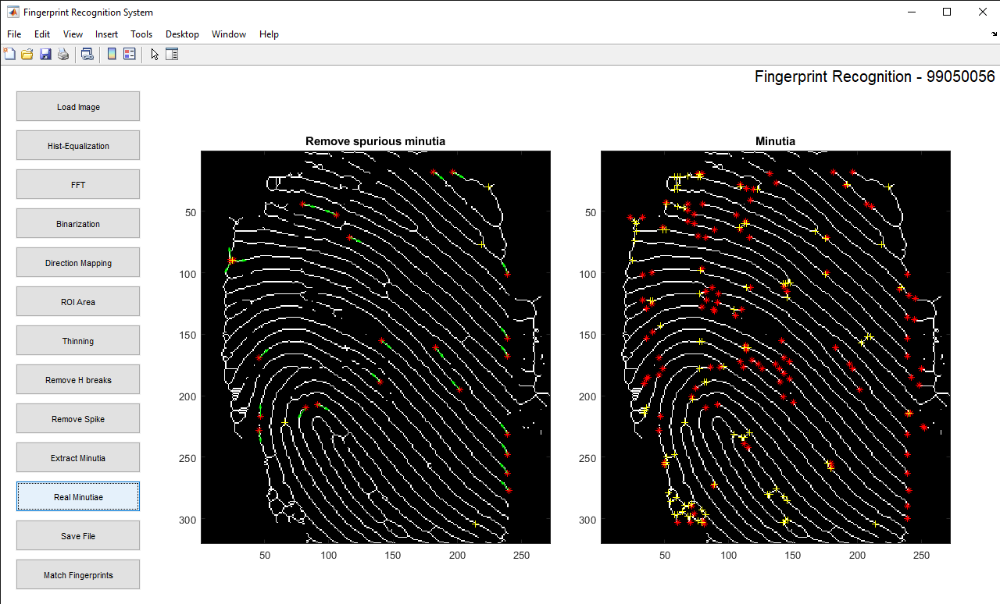 Fingerprint Recognition System
File Edit View Insert Tools Desktop Window Help
Fingerprint Recognition - 99050056
Load Image
Hist-Equalization
FFT
Binarization
Direction Mapping
ROI Area
Thinning
Remove H breaks
Remove Spike
Extract Minutia
Real Minutiae
Save File
Match Fingerprints
Remove spurious minutia
50
100
150
200
250
300
50 100 150 200 250
Minutia
50
100
150
200
250
300
50 100 150 200 250